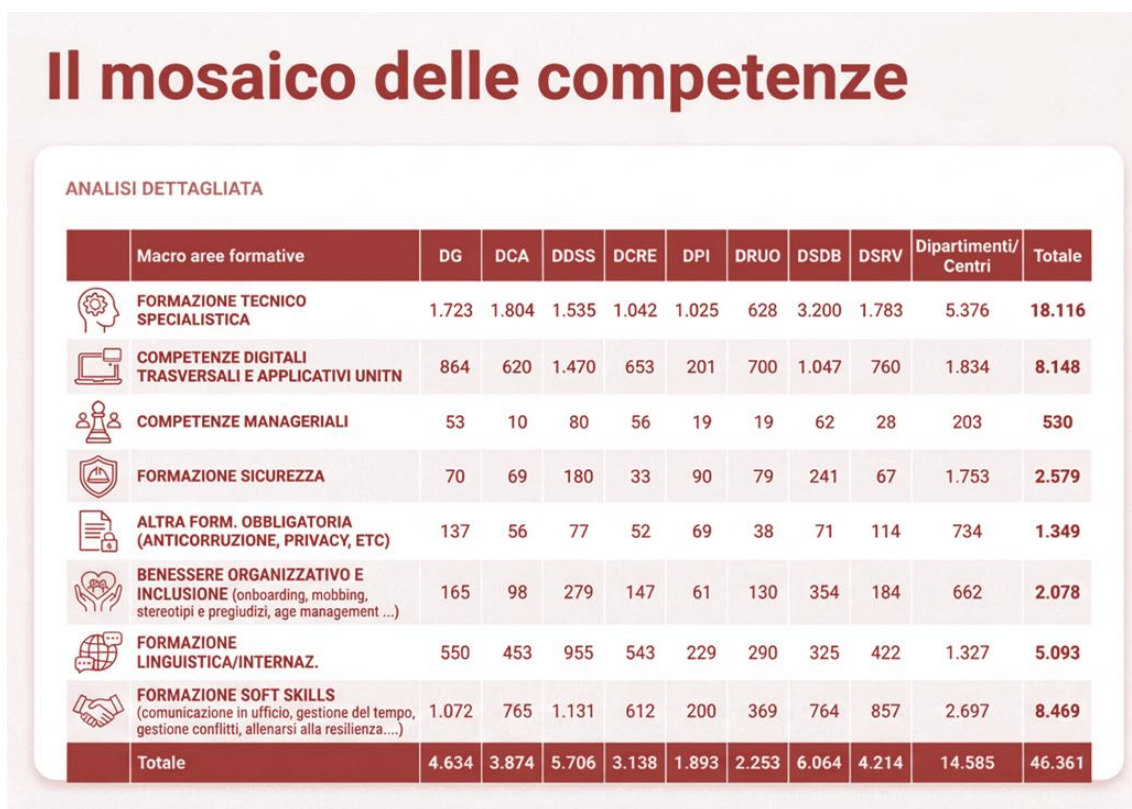 Il mosaico delle competenze
ANALISI DETTAGLIATA
Macro aree formative DG DCA DDSS DCRE DPI DRUO DSDB DSRV Dipartimenti/ Totale
Centri
FORMAZIONE TECNICO
SPECIALISTICA 1.723 1.804 1.535 1.042 1.025 628 3.200 1.783 5.376 18.116
COMPETENZE DIGITALI
TRASVERSALI E APPLICATIVI UNITN 864 620 1.470 653 201 700 1.047 760 1.834 8.148
COMPETENZE MANAGERIALI 53 10 80 56 19 19 62 28 203 530
FORMAZIONE SICUREZZA 70 69 180 33 90 79 241 67 1.753 2.579
ALTRA FORM. OBBLIGATORIA
(ANTICORRUZIONE, PRIVACY, ETC) 137 56 77 52 69 38 71 114 734 1.349
BENESSERE ORGANIZZATIVO E
INCLUSIONE (onboarding, mobbing,
stereotipi e pregiudizi, age management ...) 165 98 279 147 61 130 354 184 662 2.078
FORMAZIONE
LINGUISTICA/INTERNAZ. 550 453 955 543 229 290 325 422 1.327 5.093
FORMAZIONE SOFT SKILLS
(comunicazione in ufficio, gestione del tempo,
gestione conflitti, allenarsi alla resilienza....) 1.072 765 1.131 612 200 369 764 857 2.697 8.469
Totale 4.634 3.874 5.706 3.138 1.893 2.253 6.064 4.214 14.585 46.361